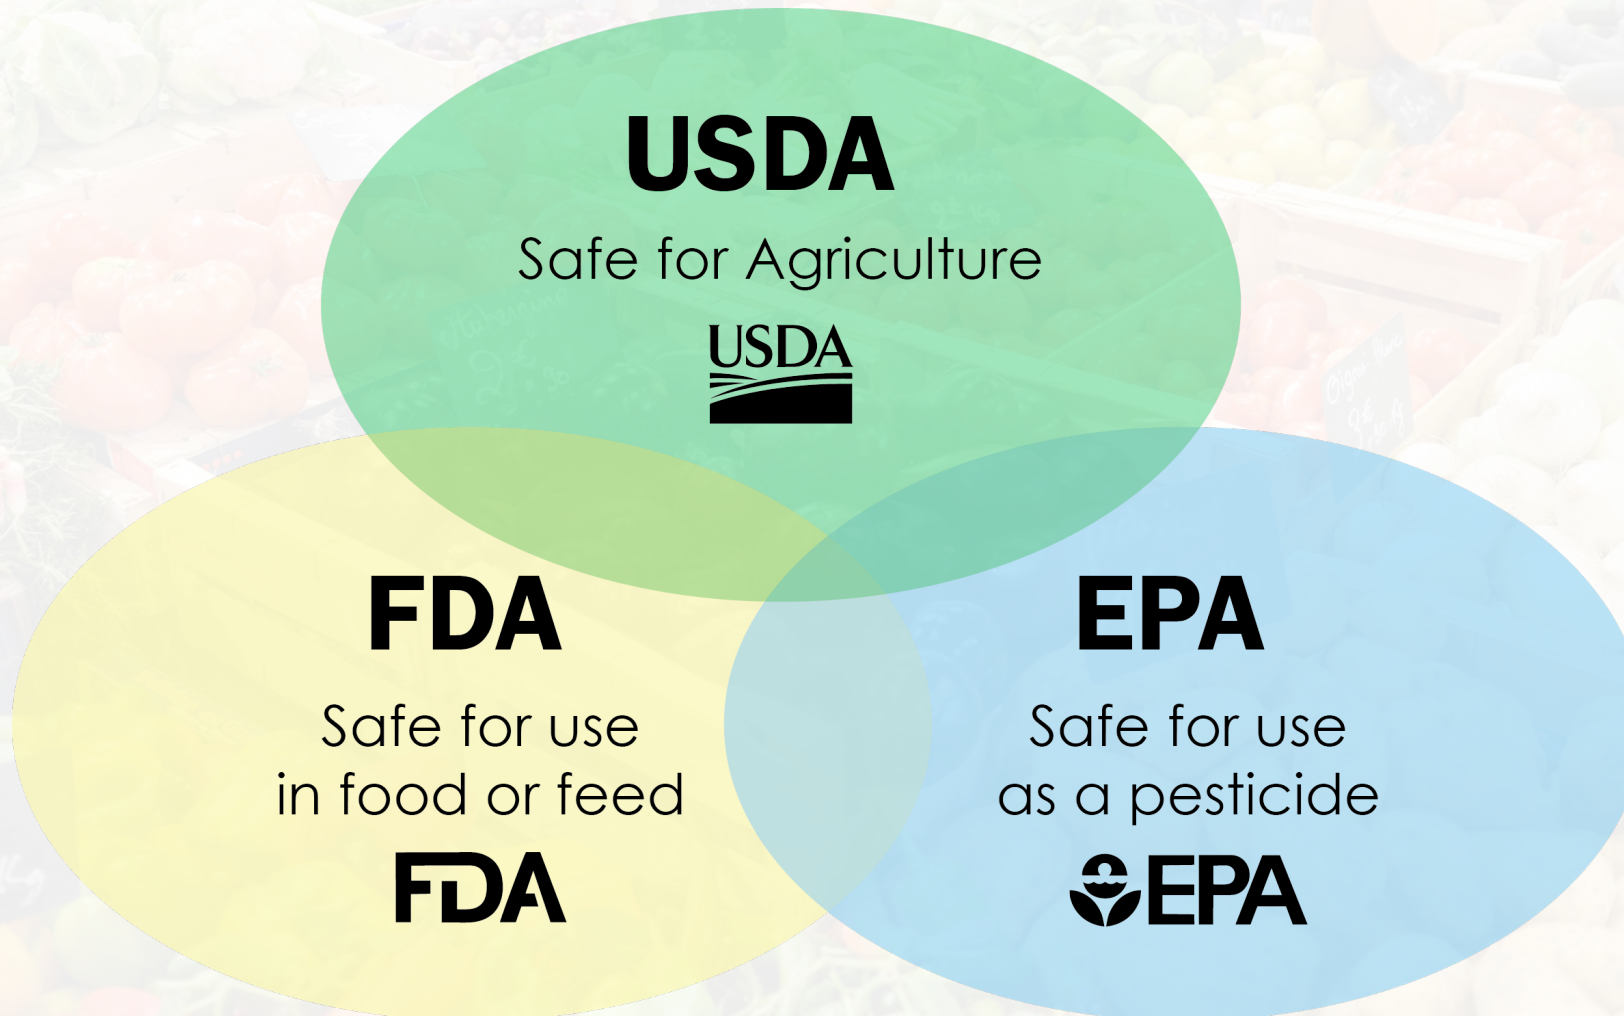 USDA
Safe for Agriculture
USDA
FDA
Safe for use
in food or feed
FDA
EPA
Safe for use
as a pesticide
EPA